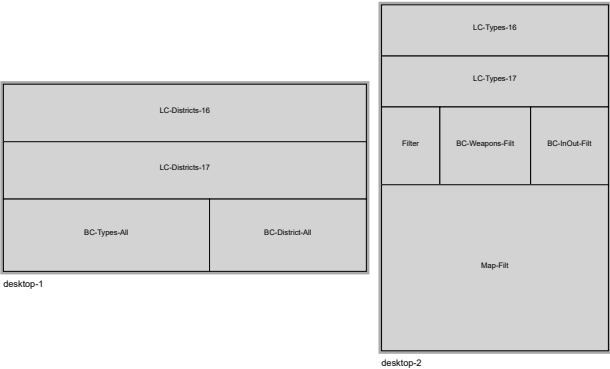 LC-Districts-16
LC-Districts-17
BC-Types-All
BC-District-All
desktop-1
LC-Types-16
LC-Types-17
Filter
BC-Weapons-Filt
BC-InOut-Filt
Map-Filt
desktop-2